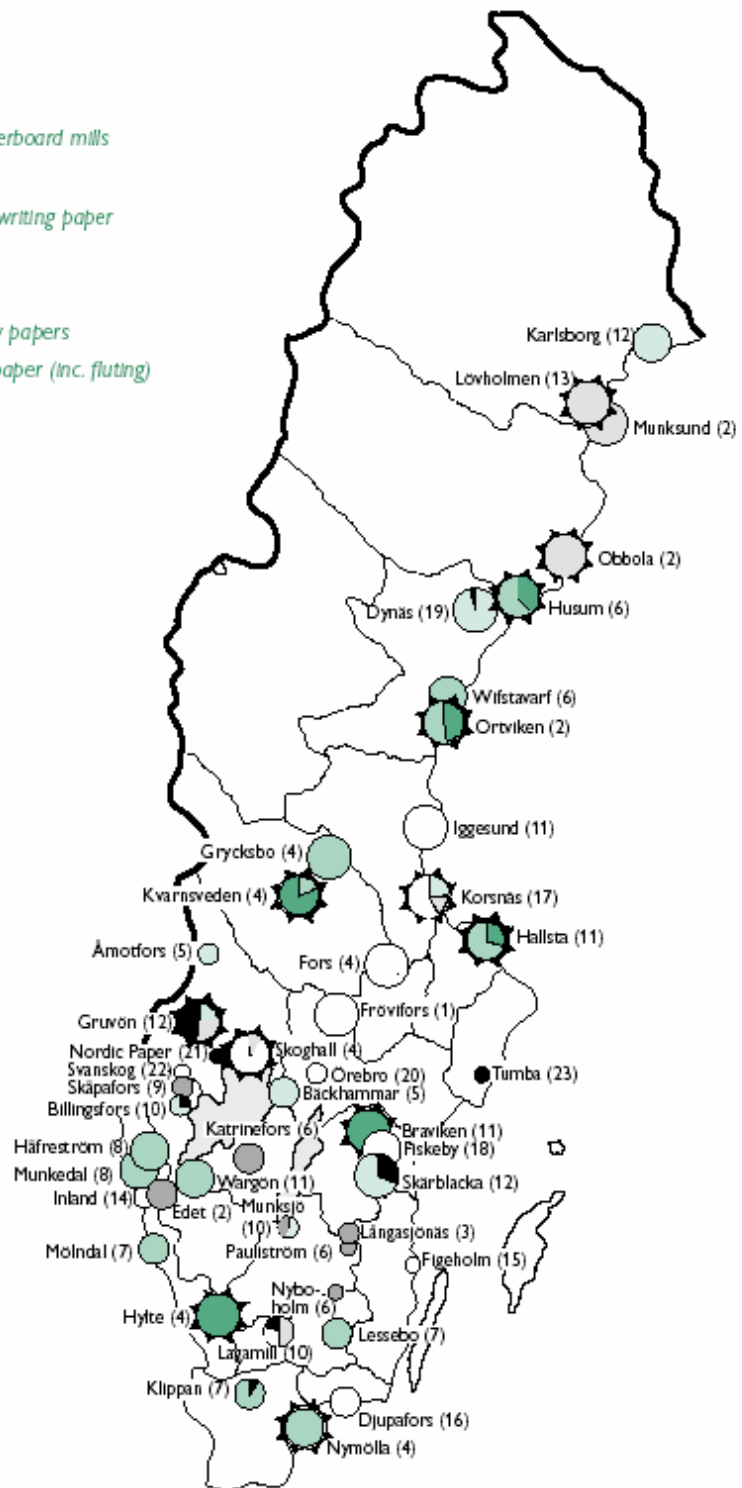 erboard mills
writing paper
y papers
paper (inc. fluting)
Karlsborg (12)
Lövholmen (13)
Munksund (2)
Obbola (2)
Dynäs (19)
Husum (6)
Wifstavarf (6)
Ortviken (2)
Iggesund (11)
Grycksbo (4)
Kvarnsveden (4)
Korsnäs (17)
Hallsta (11)
Åmotfors (5)
Fors (4)
Frövifors (1)
Gruvön (12)
Nordic Paper (21)
Skoghall (4)
Svanskog (22)
Örebro (20)
Tumba (23)
Skåpafors (9)
Bäckhammar (5)
Billingsfors (10)
Katrinefors (6)
Braviken (11)
Fiskeby (18)
Håfreström (8)
Munkedal (8)
Wargön (11)
Skärblacka (12)
Inland (14)
Edet (2)
Munksjö
(10)
Långasjönäs (3)
Mölndal (7)
Pauliström (6)
Figeholm (15)
Nybo-
holm (6)
Hylte (4)
Lessebo (7)
Lagamill (10)
Klippan (7)
Djupafors (16)
Nymölla (4)